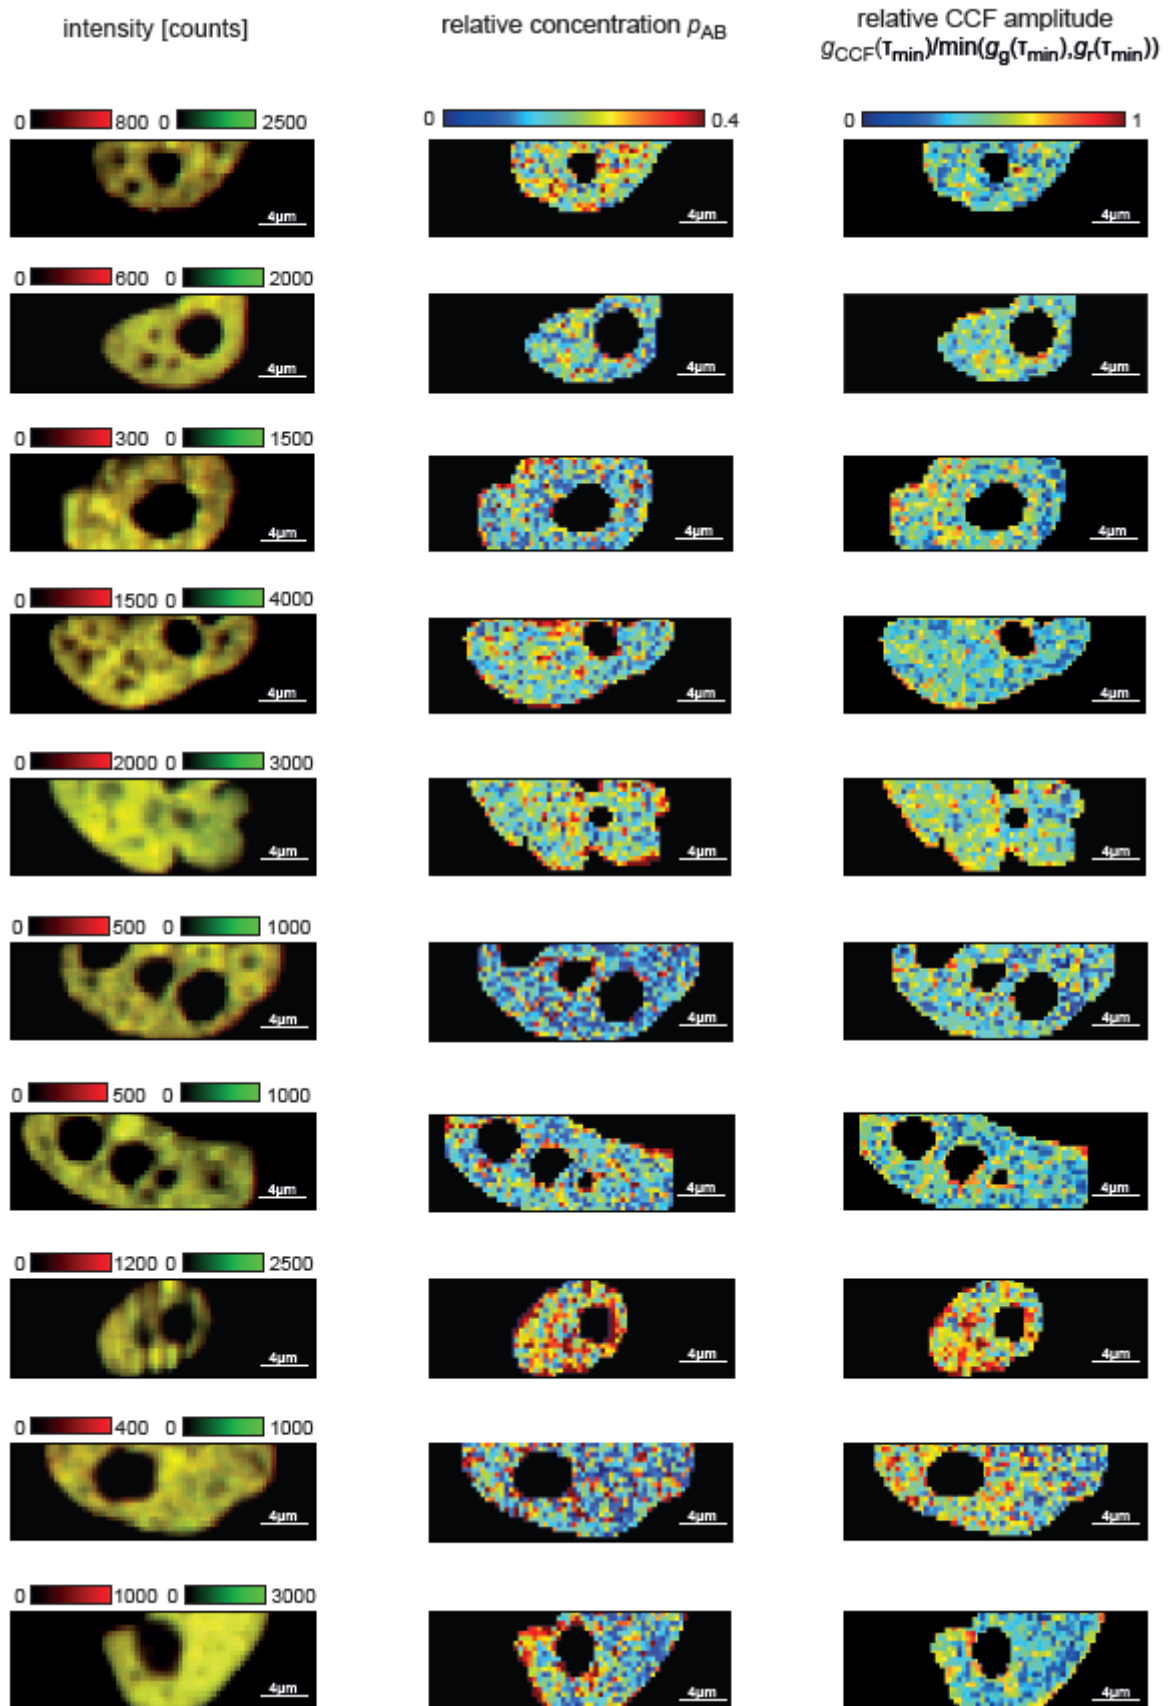 intensity [counts]
relative concentration pAB
relative CCF amplitude
gCCF(τmin)/min(gg(τmin),gr(τmin))
0 800 0 2500
0 0.4
0 1
4μm 4μm 4μm
0 600 0 2000
4μm 4μm 4μm
0 300 0 1500
4μm 4μm 4μm
0 1500 0 4000
4μm 4μm 4μm
0 2000 0 3000
4μm 4μm 4μm
0 500 0 1000
4μm 4μm 4μm
0 500 0 1000
4μm 4μm 4μm
0 1200 0 2500
4μm 4μm 4μm
0 400 0 1000
4μm 4μm 4μm
0 1000 0 3000
4μm 4μm 4μm